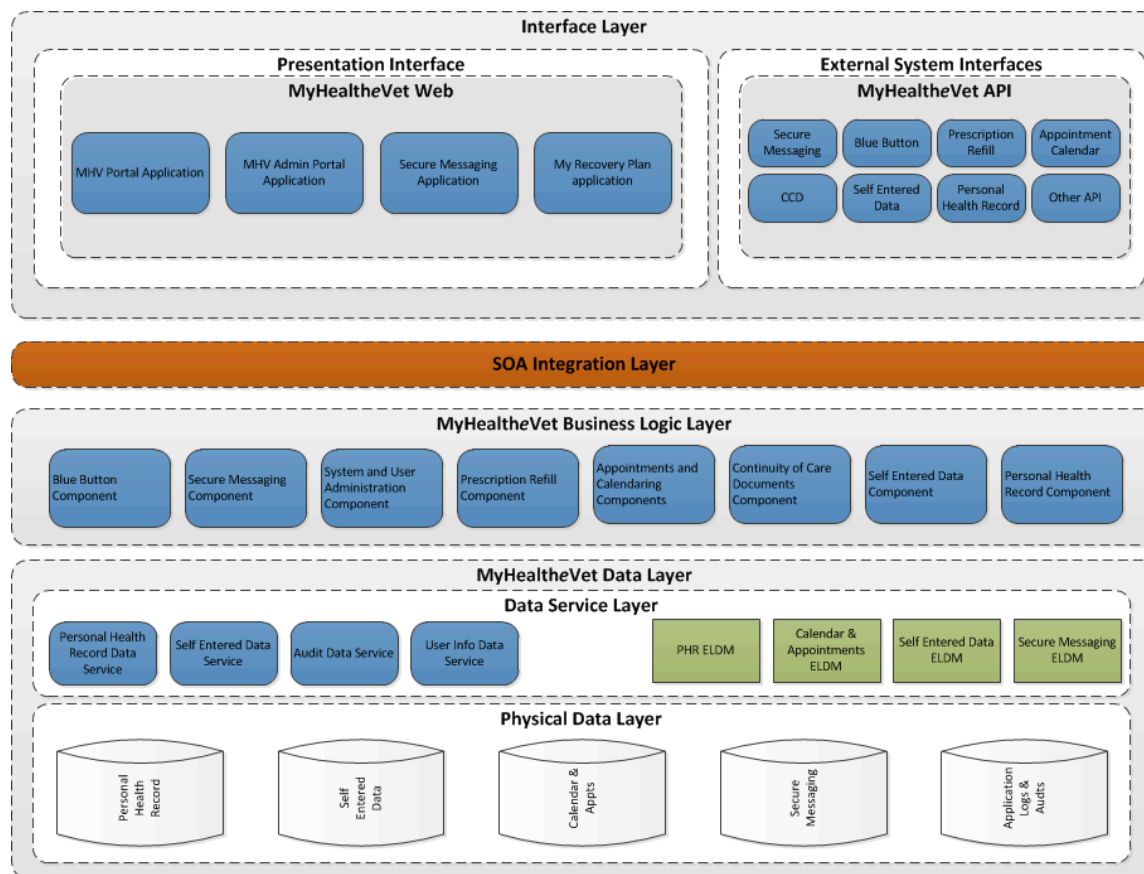 Interface Layer
Presentation Interface
MyHealtheVet Web
MHV Portal Application
MHV Admin Portal
Application
Secure Messaging
Application
My Recovery Plan
application
External System Interfaces
MyHealtheVet API
Secure
Messaging
Blue Button
Prescription
Refill
Appointment
Calendar
CCD
Self Entered
Data
Personal
Health Record
Other API
SOA Integration Layer
MyHealtheVet Business Logic Layer
Blue Button
Component
Secure Messaging
Component
System and User
Administration
Component
Prescription Refill
Component
Appointments and
Calendaring
Components
Continuity of Care
Documents
Component
Self Entered Data
Component
Personal Health
Record Component
MyHealtheVet Data Layer
Data Service Layer
Personal Health
Record Data
Service
Self Entered Data
Service
Audit Data Service
User Info Data
Service
PHR ELDM
Calendar &
Appointments
ELDM
Self Entered Data
ELDM
Secure Messaging
ELDM
Physical Data Layer
Personal
Health
Record
Self
Entered
Data
Calendar &
Appts
Secure
Messaging
Application
Logs &
Audts